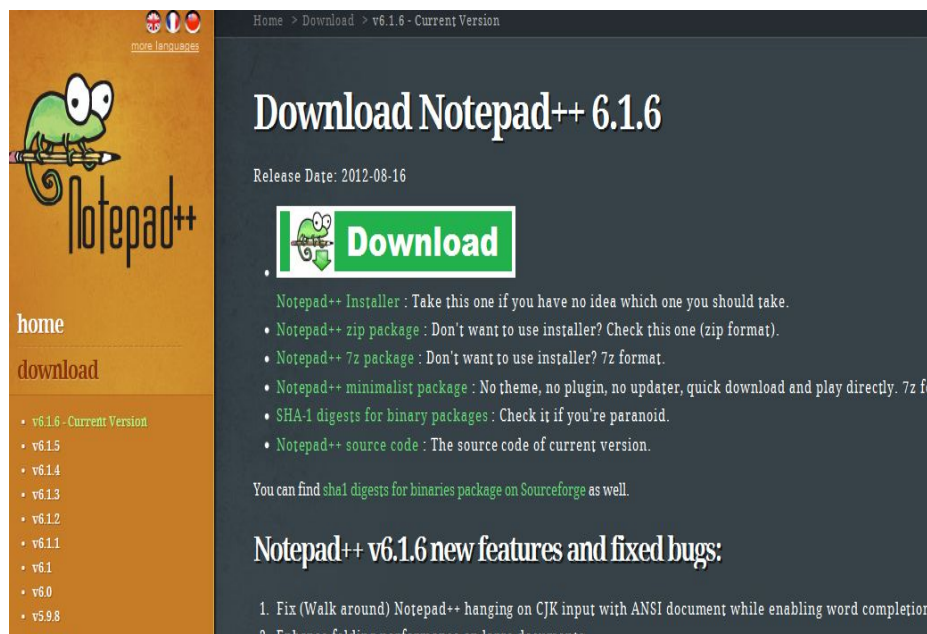 more languages
Notepad++
home
download
v6.1.6 - Current Version
v6.1.5
v6.1.4
v6.1.3
v6.1.2
v6.1.1
v6.1
v6.0
v5.9.8
Home > Download > v6.1.6 - Current Version
Download Notepad++ 6.1.6
Release Date: 2012-08-16
Download
Notepad++ Installer : Take this one if you have no idea which one you should take.
Notepad++ zip package : Don't want to use installer? Check this one (zip format).
Notepad++ 7z package : Don't want to use installer? 7z format.
Notepad++ minimalist package : No theme, no plugin, no updater, quick download and play directly. 7z
SHA-1 digests for binary packages : Check it if you're paranoid.
Notepad++ source code : The source code of current version.
You can find sha1 digests for binaries package on Sourceforge as well.
Notepad++ v6.1.6 new features and fixed bugs:
1. Fix (Walk around) Notepad++ hanging on CJK input with ANSI document while enabling word completion